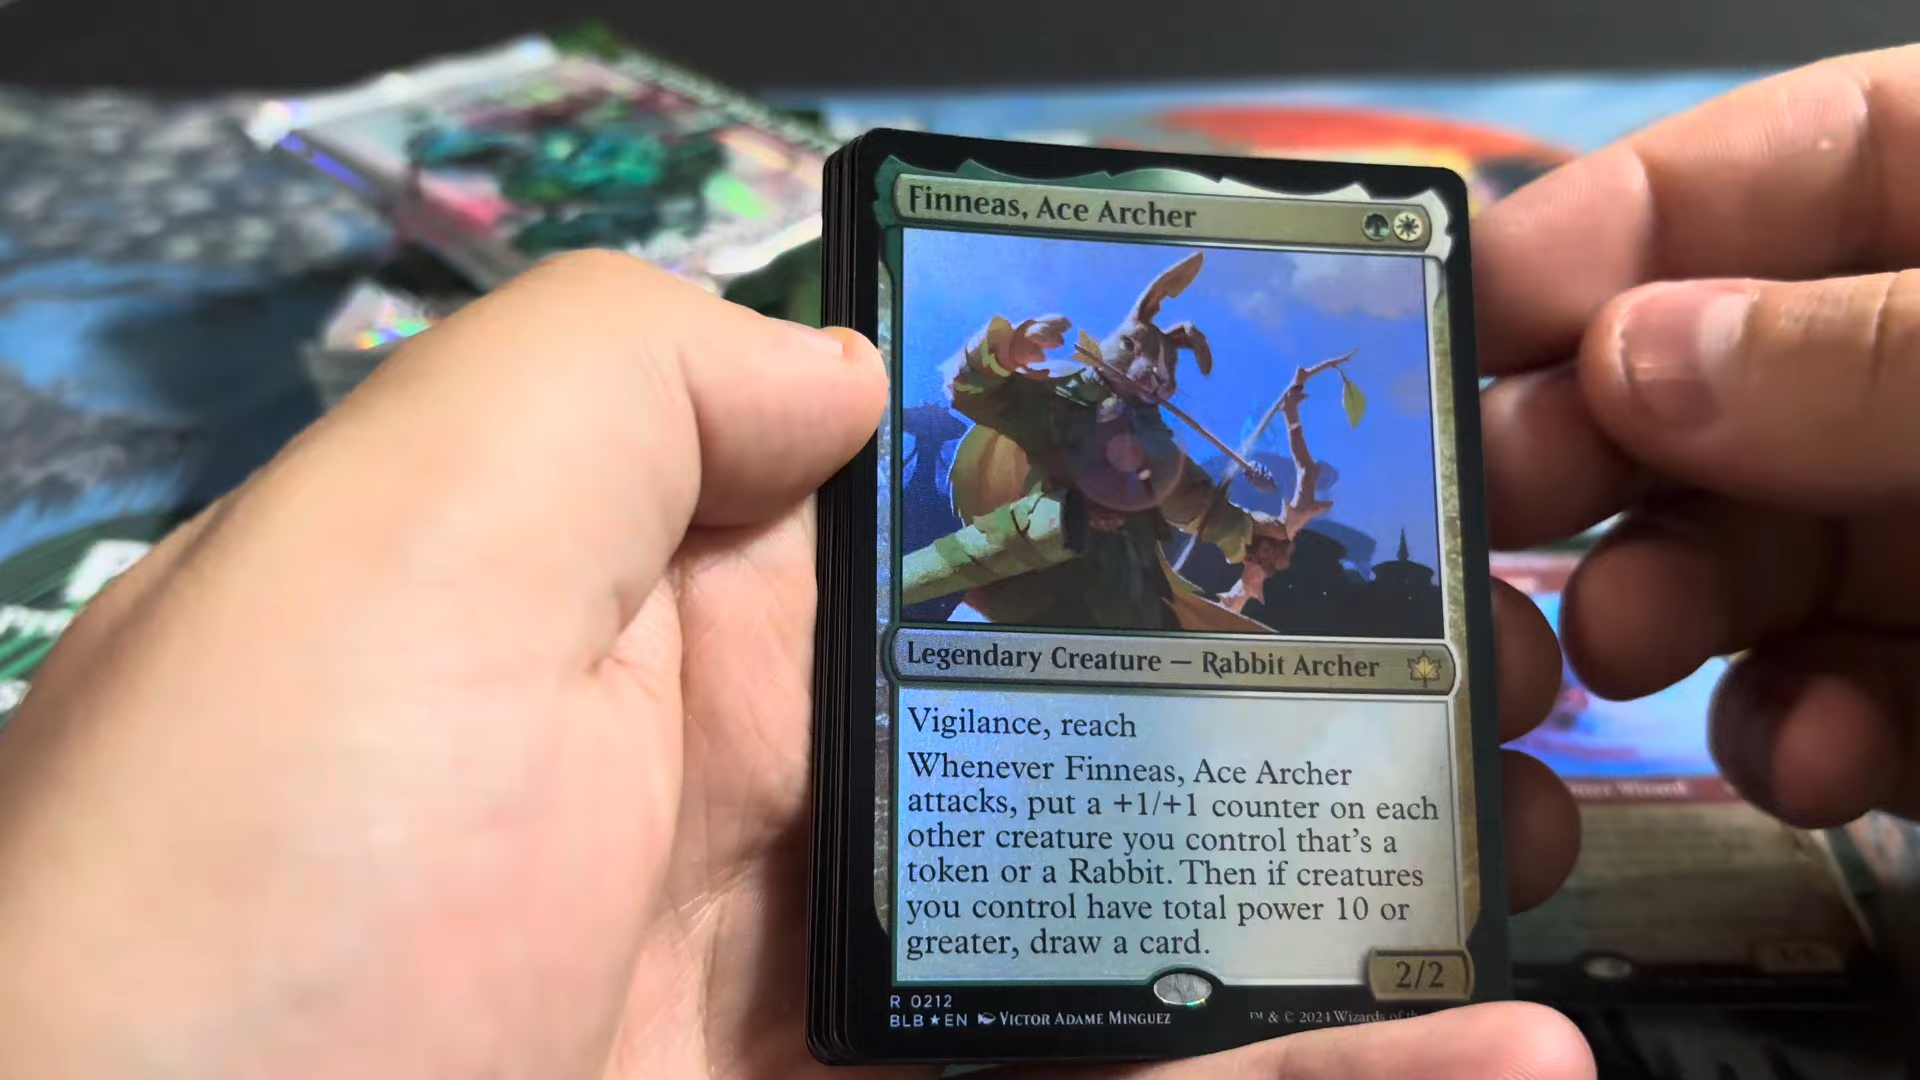 Finneas, Ace Archer
Legendary Creature — Rabbit Archer
Vigilance, reach
Whenever Finneas, Ace Archer
attacks, put a +1/+1 counter on each
other creature you control that's a
token or a Rabbit. Then if creatures
you control have total power 10 or
greater, draw a card.
2/2
R 0212
BLB ★ EN Victor Adame Minguez
™ & © 2024 Wizards of